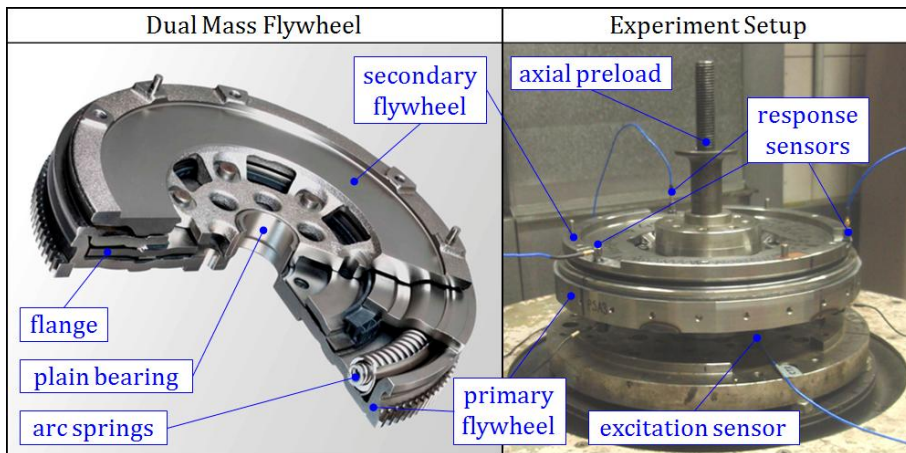 Dual Mass Flywheel
Experiment Setup
secondary
flywheel
axial preload
response
sensors
flange
plain bearing
arc springs
primary
flywheel
excitation sensor